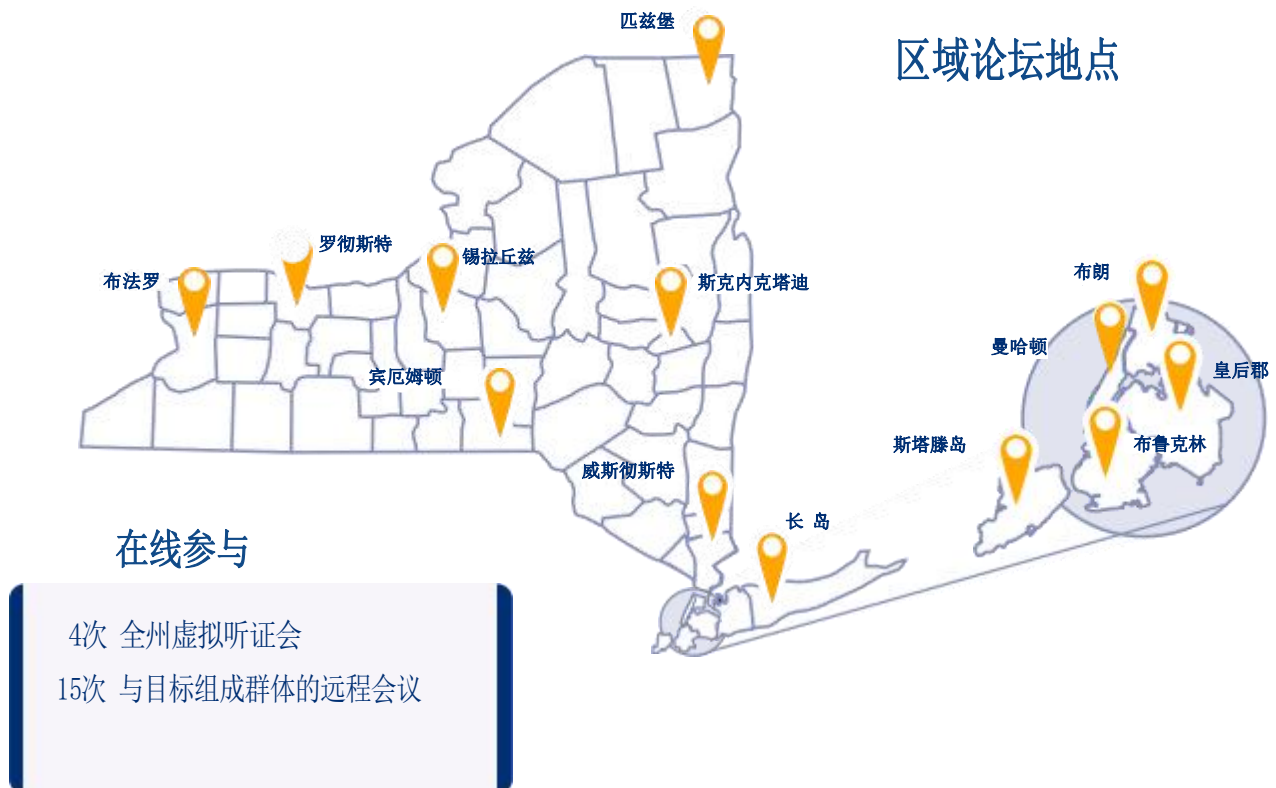 匹兹堡
区域论坛地点
罗彻斯特
锡拉丘兹
布法罗
斯克内克塔迪
布朗
曼哈顿
皇后郡
宾厄姆顿
斯塔滕岛
布鲁克林
威斯彻斯特
长 岛
在线参与
4次 全州虚拟听证会
15次 与目标组成群体的远程会议